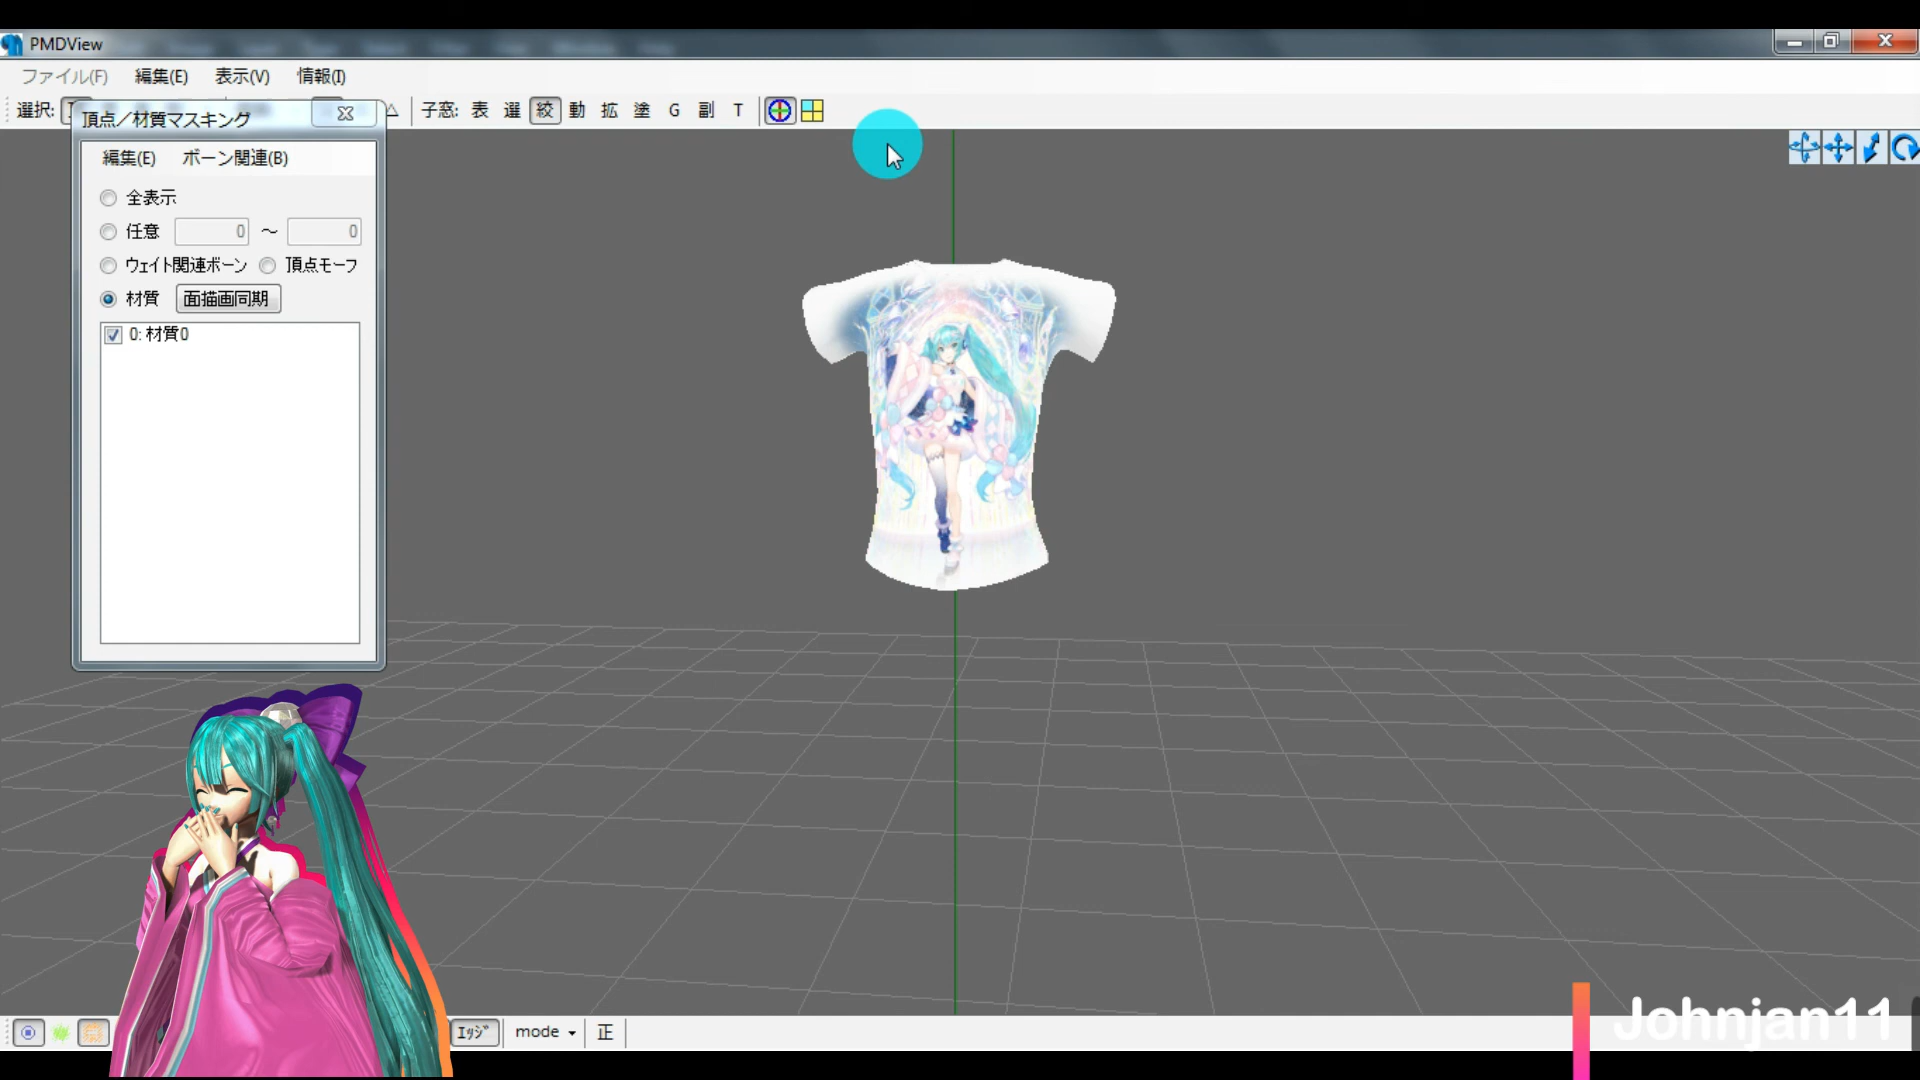 PMDView
ファイル(F) 編集(E) 表示(V) 情報(I)
選択: 子窓: 表 選 絞 動 拡 塗 G 副 T
頂点／材質マスキング
編集(E) ボーン関連(B)
全表示
任意 0 ～ 0
ウェイト関連ボーン 頂点モーフ
材質 面描画同期
0: 材質0
ｴｯｼﾞ mode 正
Johnjan11